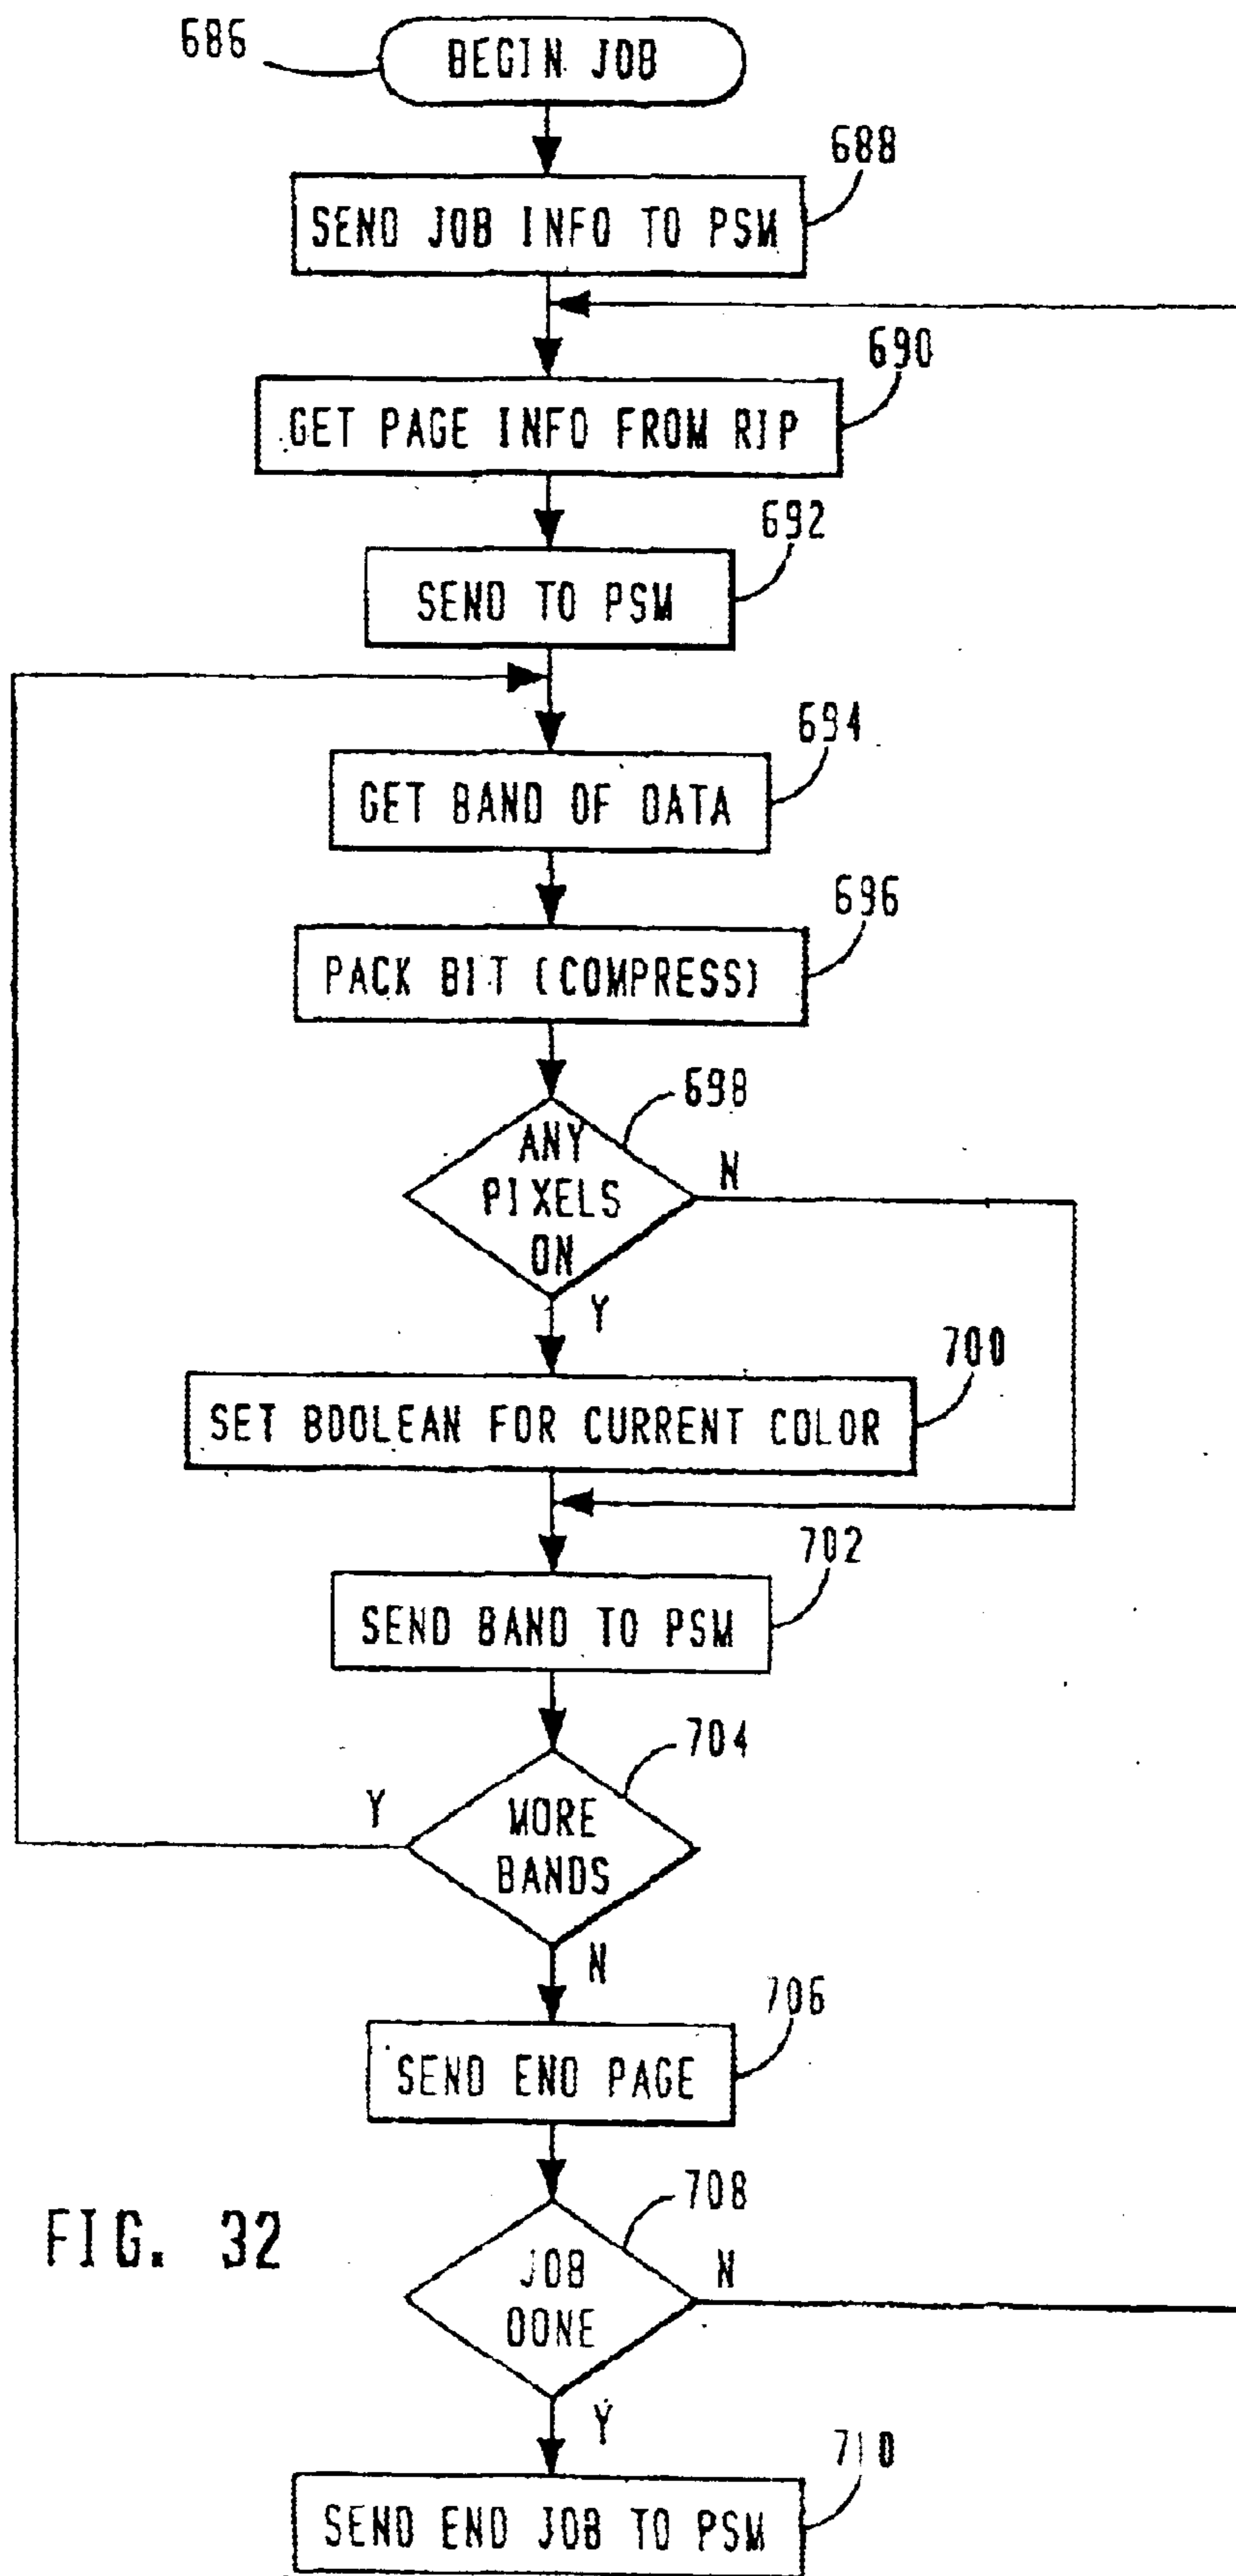 686
BEGIN JOB
688
SEND JOB INFO TO PSM
690
GET PAGE INFO FROM RIP
692
SEND TO PSM
694
GET BAND OF DATA
696
PACK BIT (COMPRESS)
698
ANY
PIXELS
ON
N
Y
700
SET BOOLEAN FOR CURRENT COLOR
702
SEND BAND TO PSM
704
MORE
BANDS
Y
N
706
SEND END PAGE
708
JOB
DONE
N
Y
FIG. 32
710
SEND END JOB TO PSM